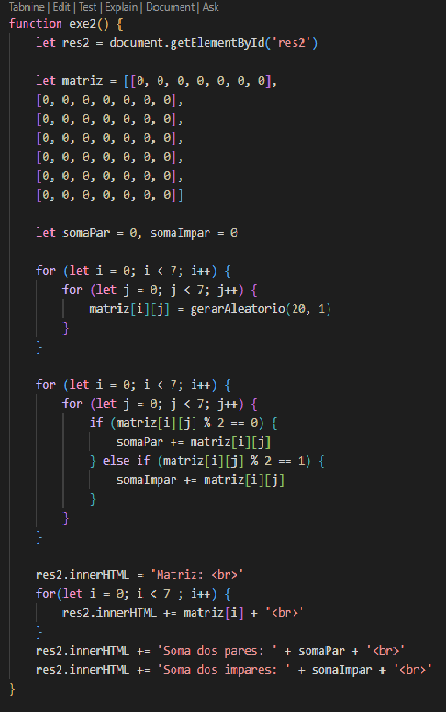 Tabnine | Edit | Test | Explain | Document | Ask
function exe2() {
    let res2 = document.getElementById('res2')

    let matriz = [[0, 0, 0, 0, 0, 0, 0],
    [0, 0, 0, 0, 0, 0, 0],
    [0, 0, 0, 0, 0, 0, 0],
    [0, 0, 0, 0, 0, 0, 0],
    [0, 0, 0, 0, 0, 0, 0],
    [0, 0, 0, 0, 0, 0, 0],
    [0, 0, 0, 0, 0, 0, 0]]

    let somaPar = 0, somaImpar = 0

    for (let i = 0; i < 7; i++) {
        for (let j = 0; j < 7; j++) {
            matriz[i][j] = gerarAleatorio(20, 1)
        }
    }

    for (let i = 0; i < 7; i++) {
        for (let j = 0; j < 7; j++) {
            if (matriz[i][j] % 2 == 0) {
                somaPar += matriz[i][j]
            } else if (matriz[i][j] % 2 == 1) {
                somaImpar += matriz[i][j]
            }
        }
    }

    res2.innerHTML = 'Matriz: <br>'
    for(let i = 0; i < 7 ; i++) {
        res2.innerHTML += matriz[i] + '<br>'
    }
    res2.innerHTML += 'Soma dos pares: ' + somaPar + '<br>'
    res2.innerHTML += 'Soma dos impares: ' + somaImpar + '<br>'
}